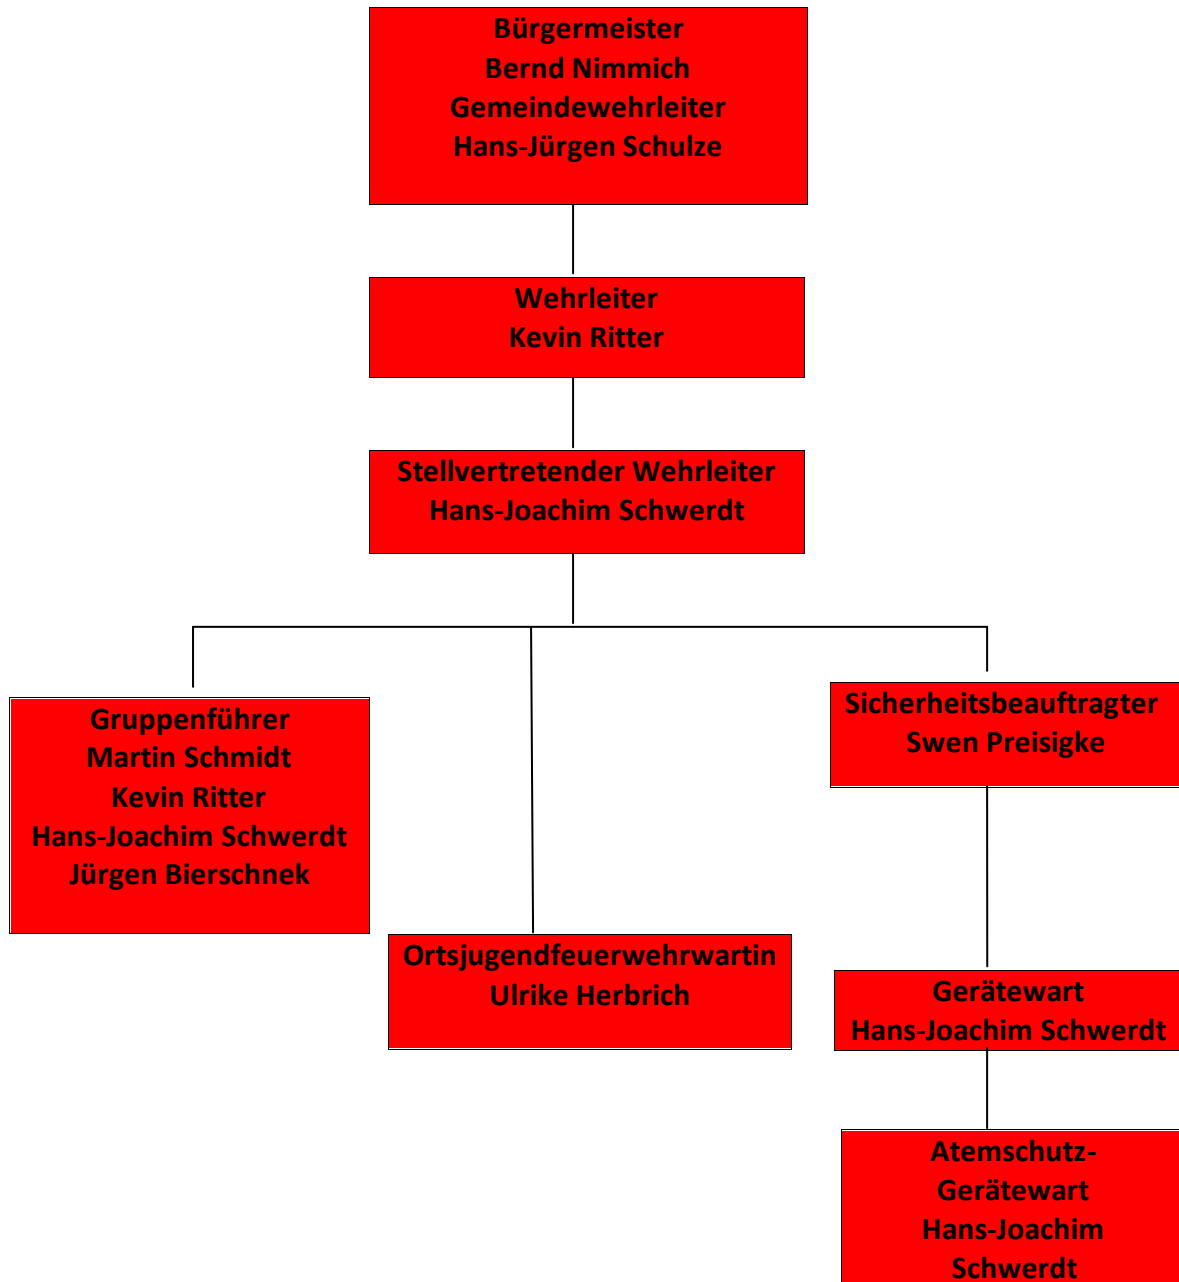 Bürgermeister
Bernd Nimmich
Gemeindewehrleiter
Hans-Jürgen Schulze
Wehrleiter
Kevin Ritter
Stellvertretender Wehrleiter
Hans-Joachim Schwerdt
Gruppenführer
Martin Schmidt
Kevin Ritter
Hans-Joachim Schwerdt
Jürgen Bierschnek
Ortsjugendfeuerwehrwartin
Ulrike Herbrich
Sicherheitsbeauftragter
Swen Preisigke
Gerätewart
Hans-Joachim Schwerdt
Atemschutz-
Gerätewart
Hans-Joachim
Schwerdt